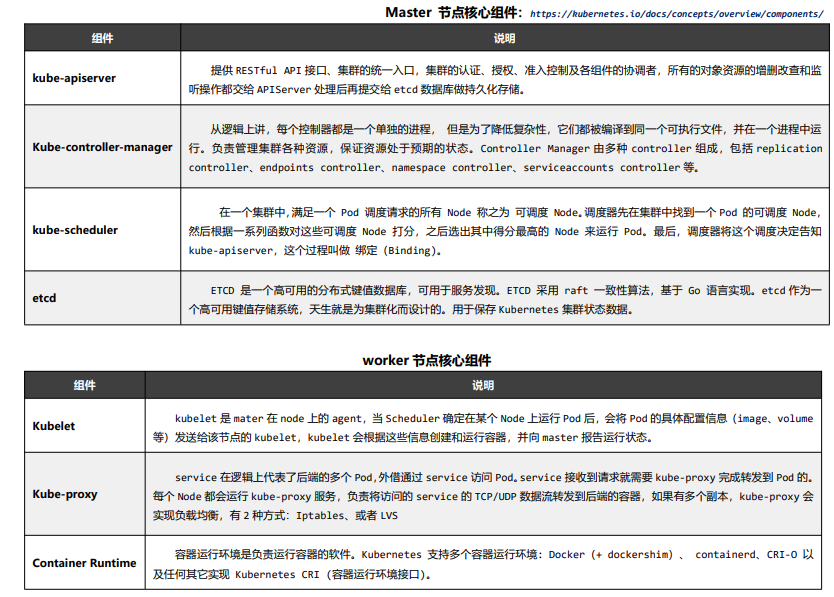 Master 节点核心组件：https://kubernetes.io/docs/concepts/overview/components/
组件 说明
kube-apiserver
提供 RESTful API 接口、集群的统一入口，集群的认证、授权、准入控制及各组件的协调者，所有的对象资源的增删改查和监
听操作都交给 APIServer 处理后再提交给 etcd 数据库做持久化存储。
Kube-controller-manager
从逻辑上讲，每个控制器都是一个单独的进程， 但是为了降低复杂性，它们都被编译到同一个可执行文件，并在一个进程中运
行。负责管理集群各种资源，保证资源处于预期的状态。Controller Manager 由多种 controller 组成，包括 replication
controller、endpoints controller、namespace controller、serviceaccounts controller 等。
kube-scheduler
在一个集群中,满足一个 Pod 调度请求的所有 Node 称之为 可调度 Node。调度器先在集群中找到一个 Pod 的可调度 Node，
然后根据一系列函数对这些可调度 Node 打分，之后选出其中得分最高的 Node 来运行 Pod。最后，调度器将这个调度决定告知
kube-apiserver，这个过程叫做 绑定（Binding）。
etcd
ETCD 是一个高可用的分布式键值数据库，可用于服务发现。ETCD 采用 raft 一致性算法，基于 Go 语言实现。etcd 作为一
个高可用键值存储系统，天生就是为集群化而设计的。用于保存 Kubernetes 集群状态数据。
worker 节点核心组件
组件 说明
Kubelet
kubelet 是 mater 在 node 上的 agent，当 Scheduler 确定在某个 Node 上运行 Pod 后，会将 Pod 的具体配置信息（image、volume
等）发送给该节点的 kubelet，kubelet 会根据这些信息创建和运行容器，并向 master 报告运行状态。
Kube-proxy
service 在逻辑上代表了后端的多个 Pod,外借通过 service 访问 Pod。service 接收到请求就需要 kube-proxy 完成转发到 Pod 的。
每个 Node 都会运行 kube-proxy 服务，负责将访问的 service 的 TCP/UDP 数据流转发到后端的容器，如果有多个副本，kube-proxy 会
实现负载均衡，有 2 种方式：Iptables、或者 LVS
Container Runtime
容器运行环境是负责运行容器的软件。Kubernetes 支持多个容器运行环境：Docker（+ dockershim）、 containerd、CRI-O 以
及任何其它实现 Kubernetes CRI (容器运行环境接口)。